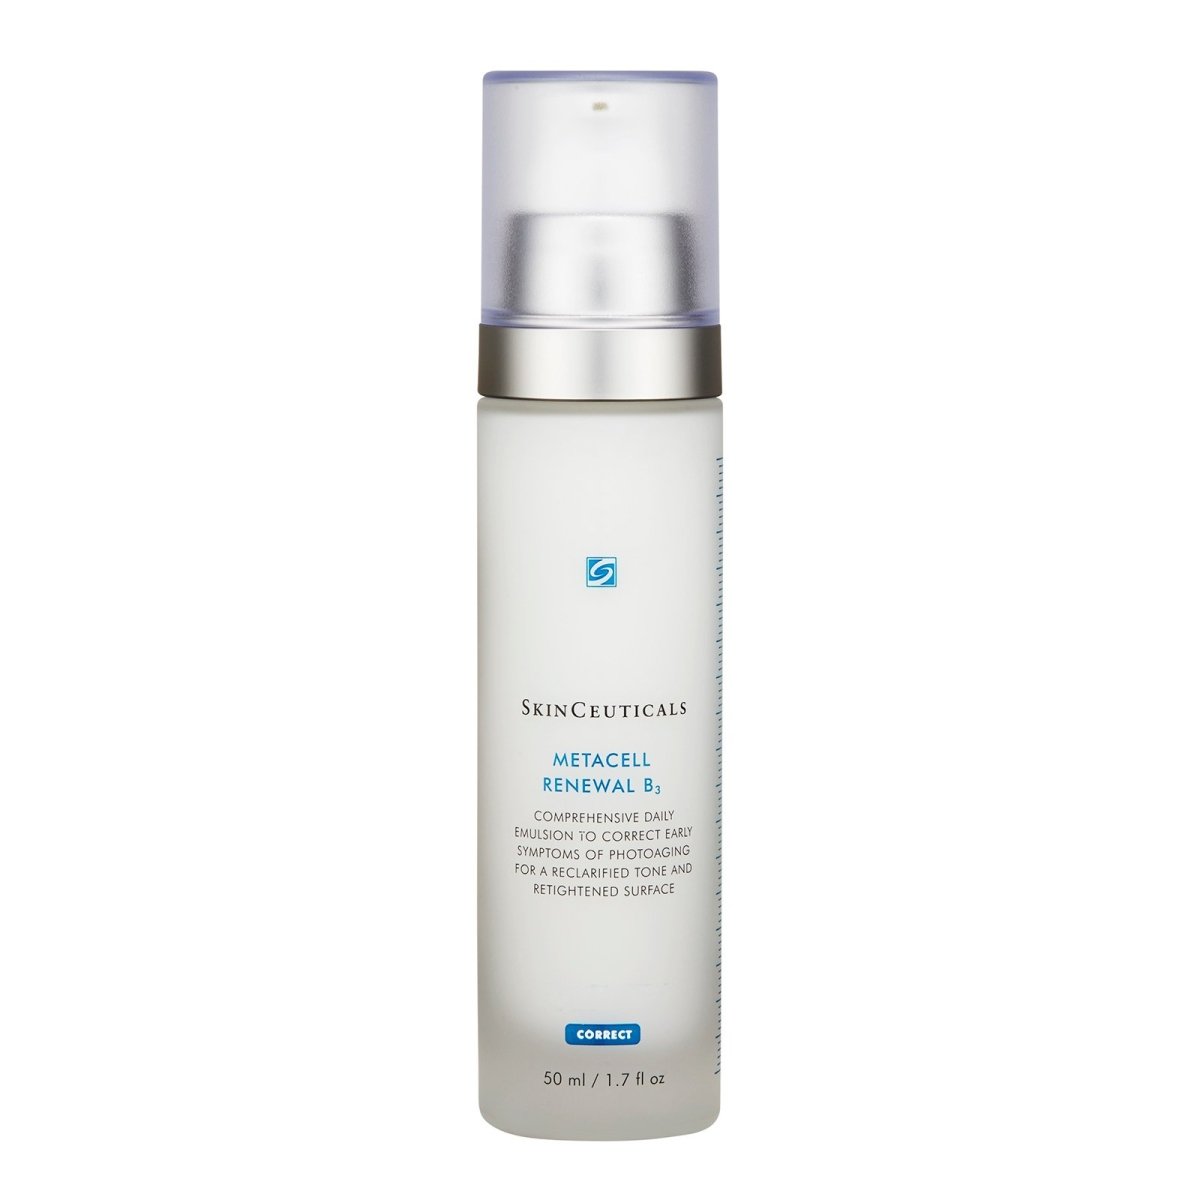 SKINCEUTICALS
METACELL
RENEWAL B₃
COMPREHENSIVE DAILY
EMULSION TO CORRECT EARLY
SYMPTOMS OF PHOTOAGING
FOR A RECLARIFIED TONE AND
RETIGHTENED SURFACE
CORRECT
50 ml / 1.7 fl oz